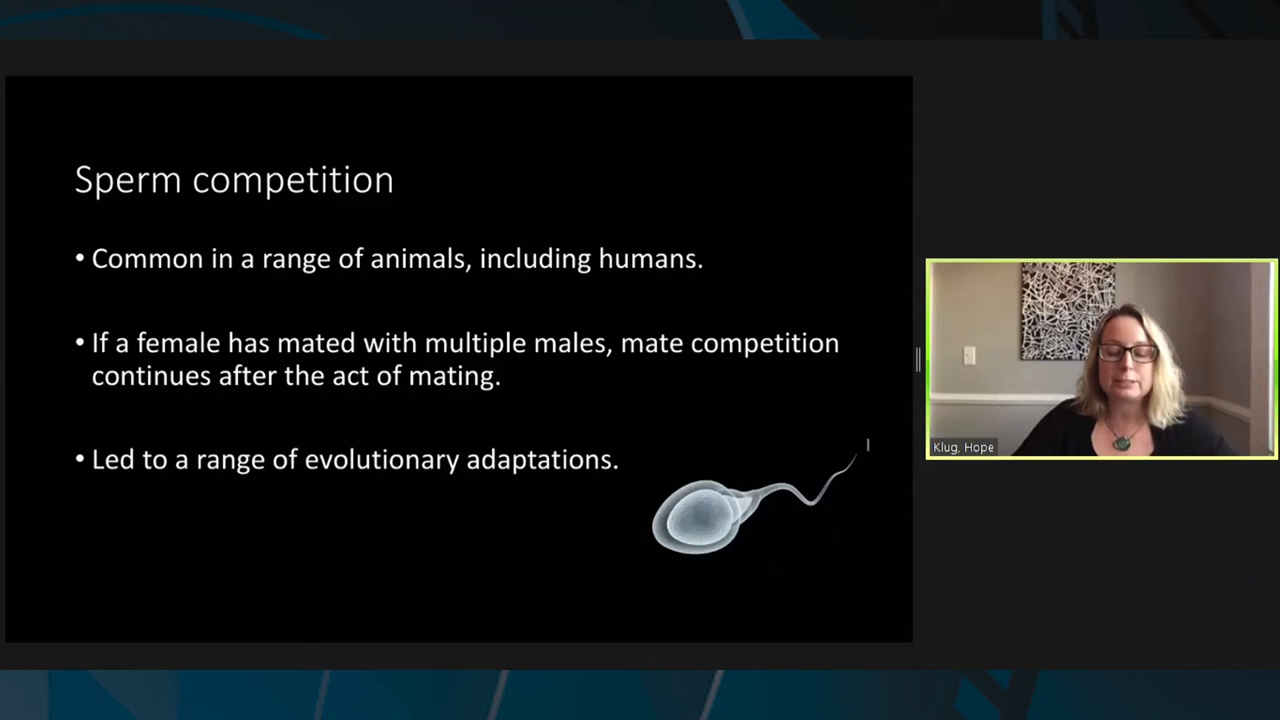 Sperm competition
• Common in a range of animals, including humans.
• If a female has mated with multiple males, mate competition
continues after the act of mating.
• Led to a range of evolutionary adaptations.
Klug, Hope